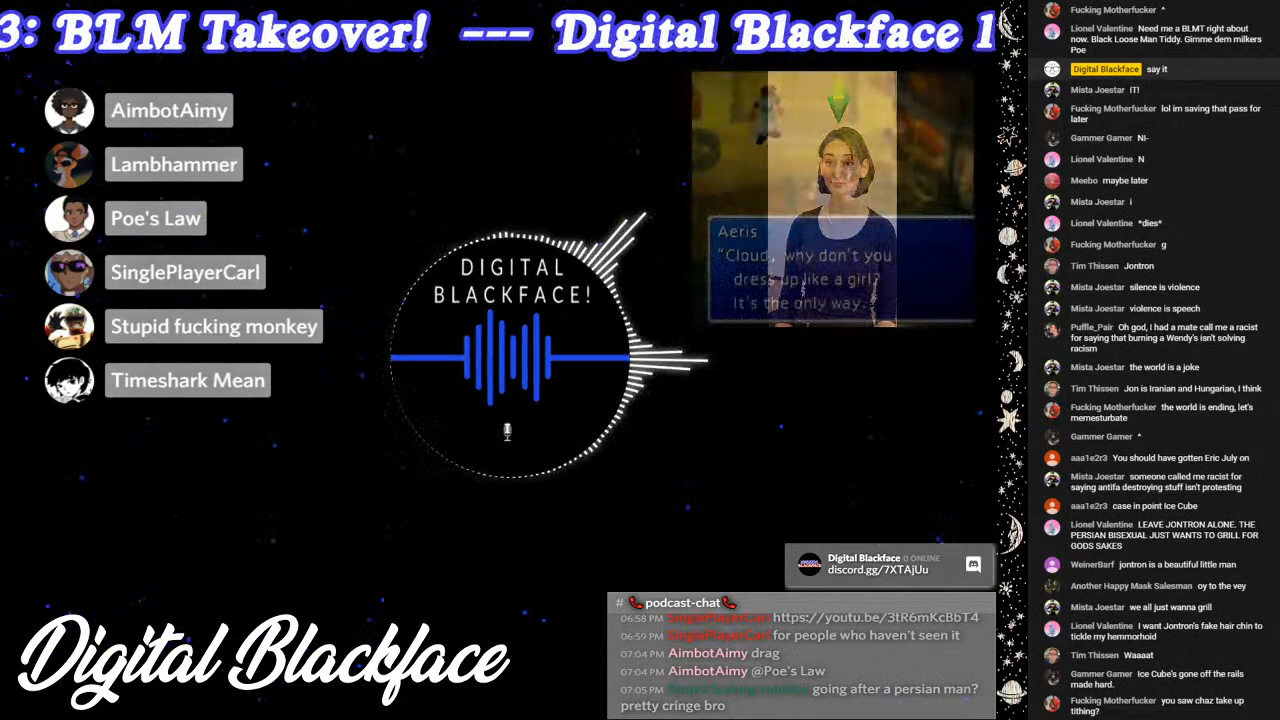 3: BLM Takeover! --- Digital Blackface 1
AimbotAimy
Lambhammer
Poe's Law
SinglePlayerCarl
Stupid fucking monkey
Timeshark Mean
DIGITAL
BLACKFACE!
Aeris
“Cloud, why don't you
dress up like a girl?
It's the only way.
Digital Blackface 0 ONLINE
discord.gg/7XTAjUu
# podcast-chat
06:58 PM SinglePlayerCarl https://youtu.be/3tR6mKcBbT4
06:59 PM SinglePlayerCarl for people who haven't seen it
07:04 PM AimbotAimy drag
07:04 PM AimbotAimy @Poe's Law
07:05 PM going after a persian man?
pretty cringe bro
Digital Blackface
Fucking Motherfucker ^
Lionel Valentine Need me a BLMT right about
now. Black Loose Man Tiddy. Gimme dem milkers
Poe
Digital Blackface say it
Mista Joestar IT!
Fucking Motherfucker lol im saving that pass for
later
Gammer Gamer NI-
Lionel Valentine N
Meebo maybe later
Mista Joestar i
Lionel Valentine *dies*
Fucking Motherfucker g
Tim Thissen Jontron
Mista Joestar silence is violence
Mista Joestar violence is speech
Puffle_Pair Oh god, I had a mate call me a racist
for saying that burning a Wendy's isn't solving
racism
Mista Joestar the world is a joke
Tim Thissen Jon is Iranian and Hungarian, I think
Fucking Motherfucker the world is ending, let's
memesturbate
Gammer Gamer ^
aaa1e2r3 You should have gotten Eric July on
Mista Joestar someone called me racist for
saying antifa destroying stuff isn't protesting
aaa1e2r3 case in point Ice Cube
Lionel Valentine LEAVE JONTRON ALONE. THE
PERSIAN BISEXUAL JUST WANTS TO GRILL FOR
GODS SAKES
WeinerBarf jontron is a beautiful little man
Another Happy Mask Salesman oy to the vey
Mista Joestar we all just wanna grill
Lionel Valentine I want Jontron's fake hair chin to
tickle my hemmorhoid
Tim Thissen Waaaat
Gammer Gamer Ice Cube's gone off the rails
made hard.
Fucking Motherfucker you saw chaz take up
tithing?